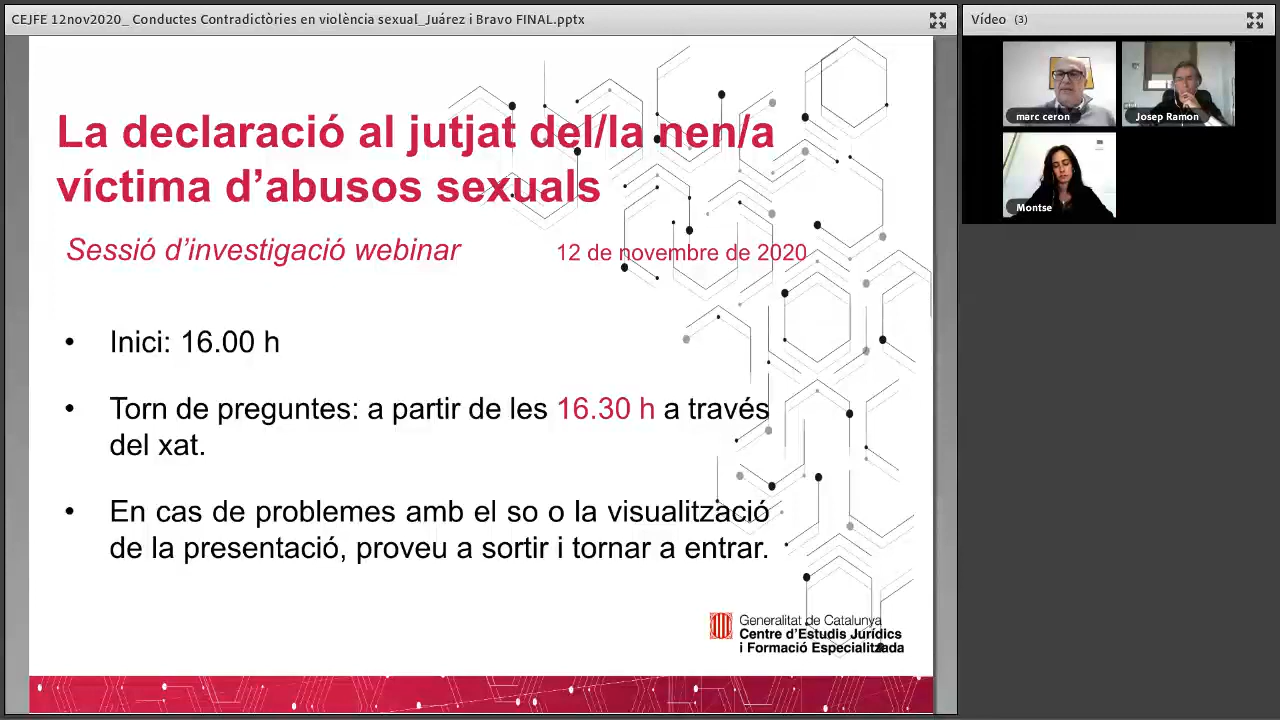 CEJFE 12nov2020_ Conductes Contradictòries en violència sexual_Juárez i Bravo FINAL.pptx
La declaració al jutjat del/la nen/a
víctima d'abusos sexuals
Sessió d'investigació webinar
12 de novembre de 2020
• Inici: 16.00 h
• Torn de preguntes: a partir de les 16.30 h a través
del xat.
• En cas de problemes amb el so o la visualització
de la presentació, proveu a sortir i tornar a entrar.
Generalitat de Catalunya
Centre d'Estudis Jurídics
i Formació Especialitzada
Vídeo (3)
marc ceron
Josep Ramon
Montse